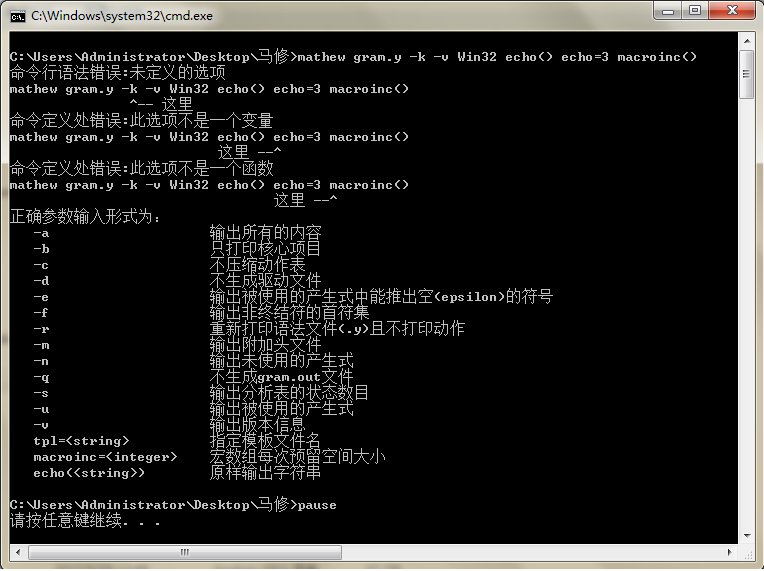 C:\Windows\system32\cmd.exe
C:\Users\Administrator\Desktop\马修>mathew gram.y -k -v Win32 echo() echo=3 macroinc()
命令行语法错误:未定义的选项
mathew gram.y -k -v Win32 echo() echo=3 macroinc()
^-- 这里
命令定义处错误:此选项不是一个变量
mathew gram.y -k -v Win32 echo() echo=3 macroinc()
这里 --^
命令定义处错误:此选项不是一个函数
mathew gram.y -k -v Win32 echo() echo=3 macroinc()
这里 --^
正确参数输入形式为:
-a 输出所有的内容
-b 只打印核心项目
-c 不压缩动作表
-d 不生成驱动文件
-e 输出被使用的产生式中能推出空(epsilon)的符号
-f 输出非终结符的首符集
-r 重新打印语法文件(.y)且不打印动作
-m 输出附加头文件
-n 输出未使用的产生式
-q 不生成gram.out文件
-s 输出分析表的状态数目
-u 输出被使用的产生式
-v 输出版本信息
tpl=<string> 指定模板文件名
macroinc=<integer> 宏数组每次预留空间大小
echo(<string>) 原样输出字符串
C:\Users\Administrator\Desktop\马修>pause
请按任意键继续. . .